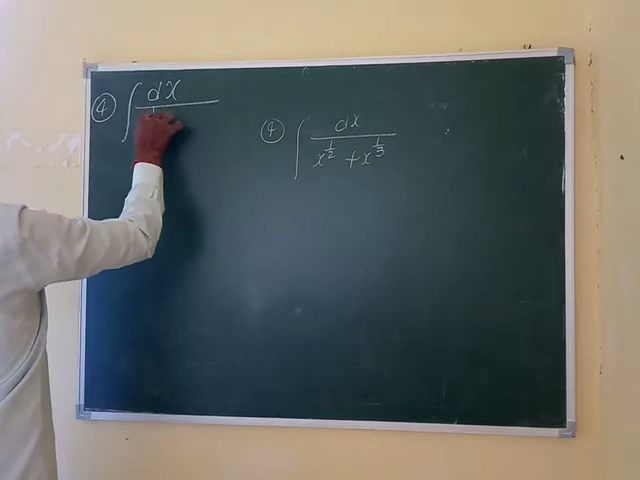 ④ ∫ dx
④ ∫ dx / (x^{1/2} + x^{1/3})